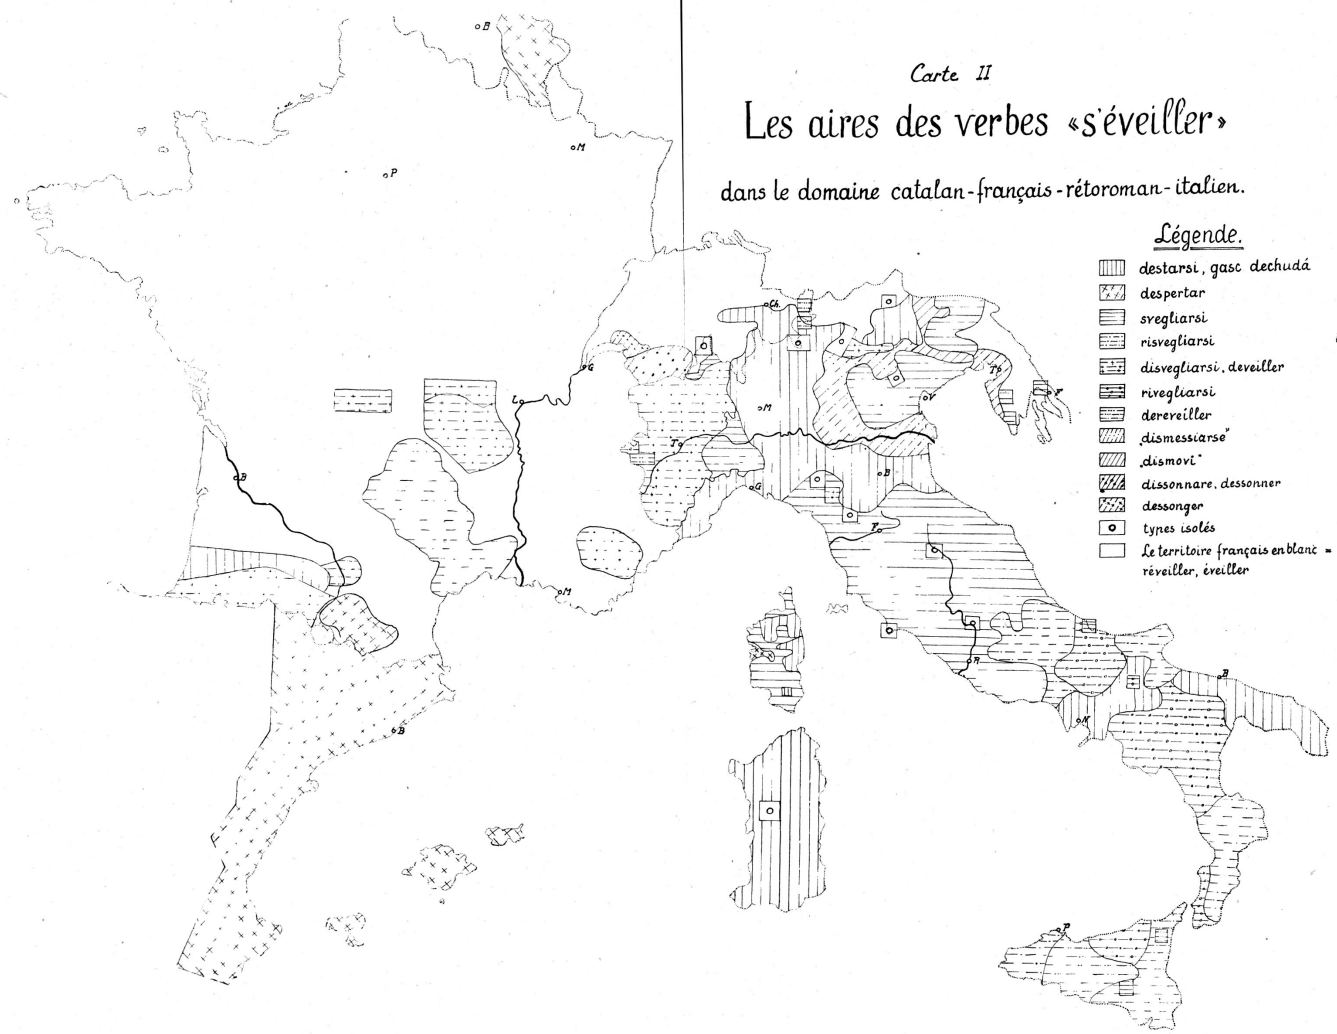 Carte II
Les aires des verbes «s'éveiller»
dans le domaine catalan-français-rétoroman-italien.
Légende.
destarsi, gasc dechudá
despertar
svegliarsi
risvegliarsi
disvegliarsi, deveiller
rivegliarsi
dereveiller
"dismessiarse"
"dismovi"
dissonnare, dessonner
dessonger
types isolés
Le territoire français en blanc =
réveiller, éveiller
B
M
P
Ch.
G
L
M
T
V
B
G
B
F
M
R
B
N
B
P